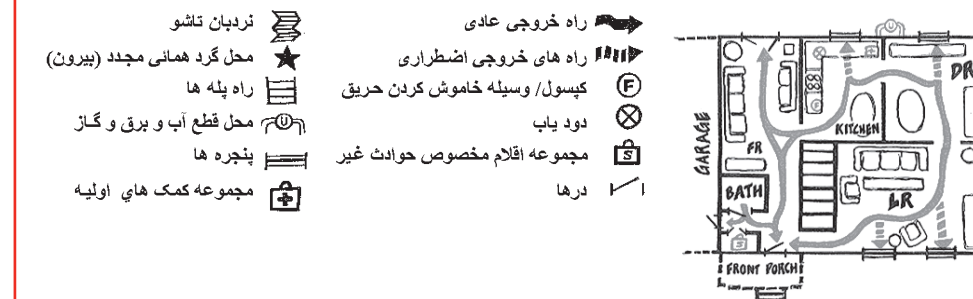 راه خروجی عادی
راه های خروجی اضطراری
کپسول/ وسیله خاموش کردن حریق
F
دود یاب
مجموعه اقلام مخصوص حوادث غیر
S
درها
نردبان تاشو
محل گرد همائی مجدد (بیرون)
راه پله ها
محل قطع آب و برق و گـاز
U
پنجره ها
مجموعه کمک هاي اولیه
U
DR
S
F
KITCHEN
GARAGE
FR
BATH
LR
S
FRONT PORCH